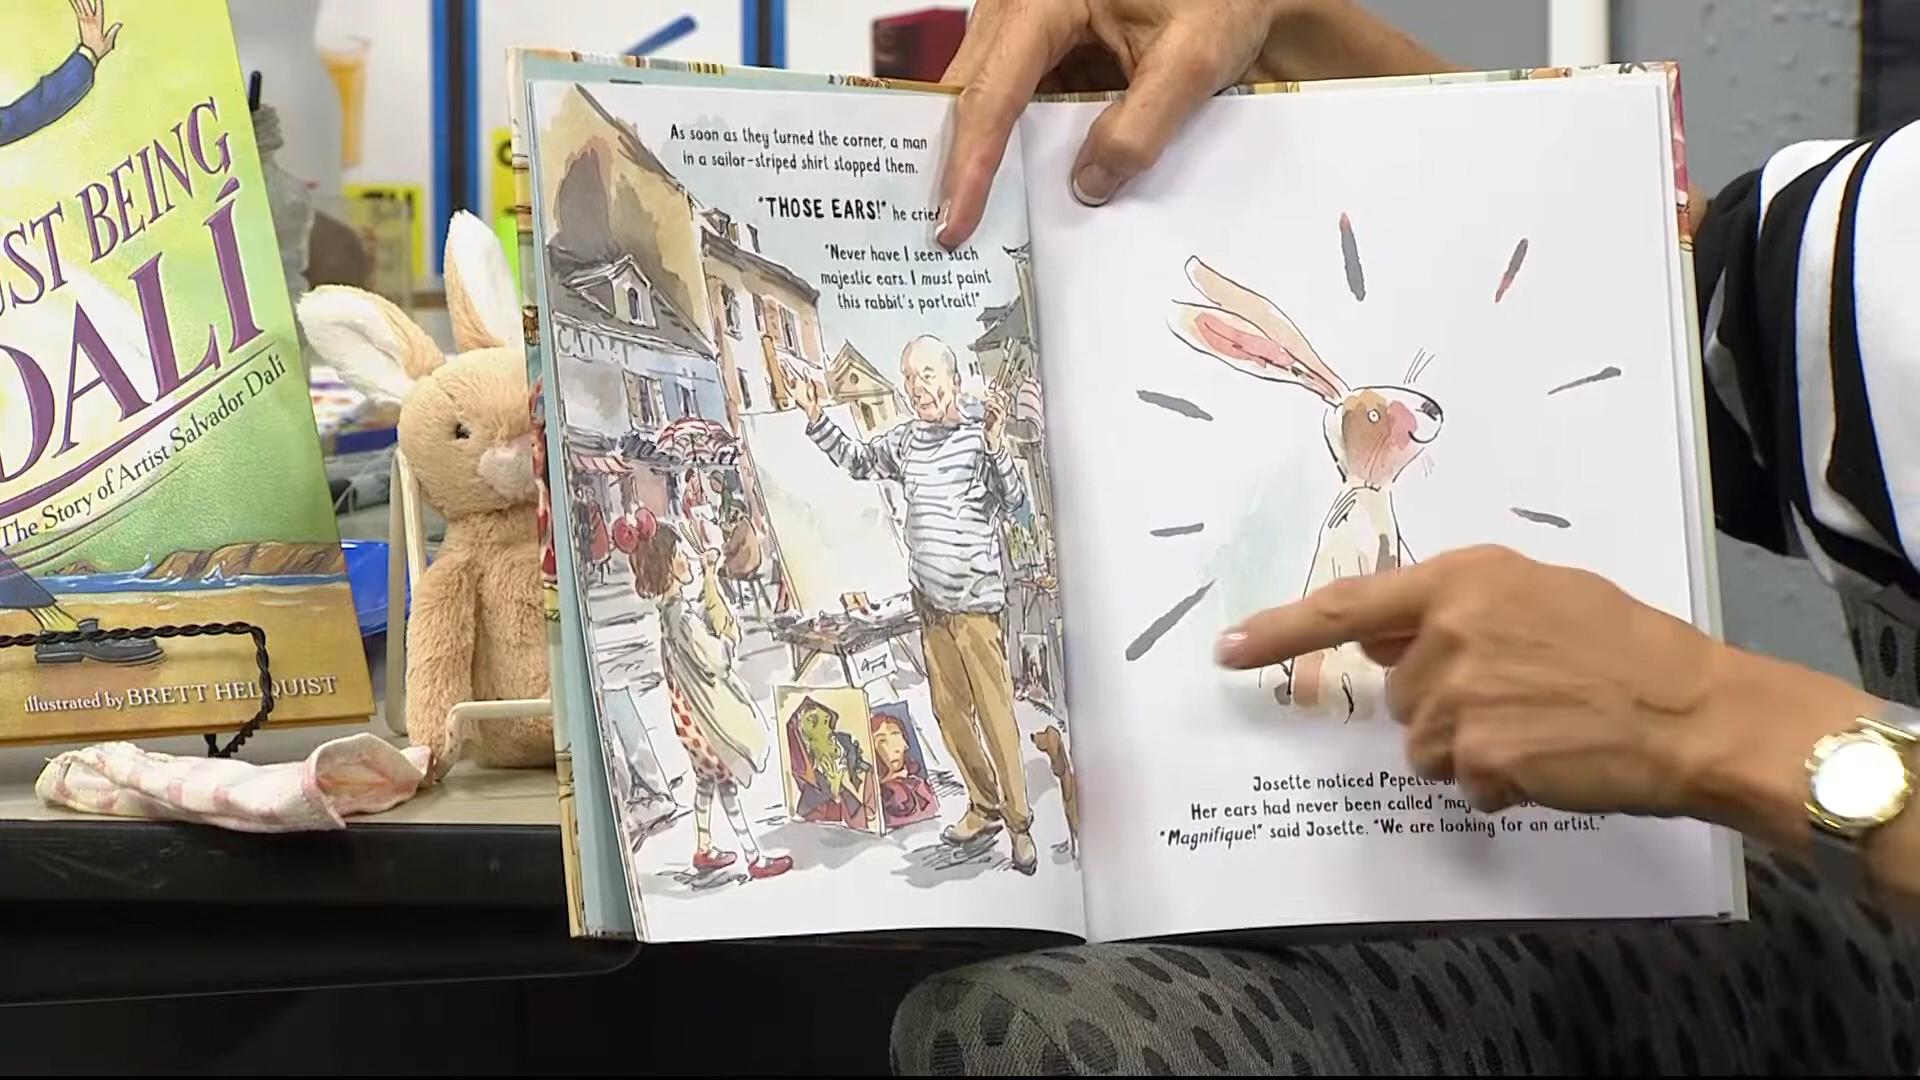 UST BEING
DALÍ
The Story of Artist Salvador Dalí
illustrated by BRETT HELQUIST
As soon as they turned the corner, a man
in a sailor-striped shirt stopped them.
"THOSE EARS!" he cried
"Never have I seen such
majestic ears. I must paint
this rabbit's portrait!"
Josette noticed Pepette
Her ears had never been called "maj
"Magnifique!" said Josette. "We are looking for an artist."